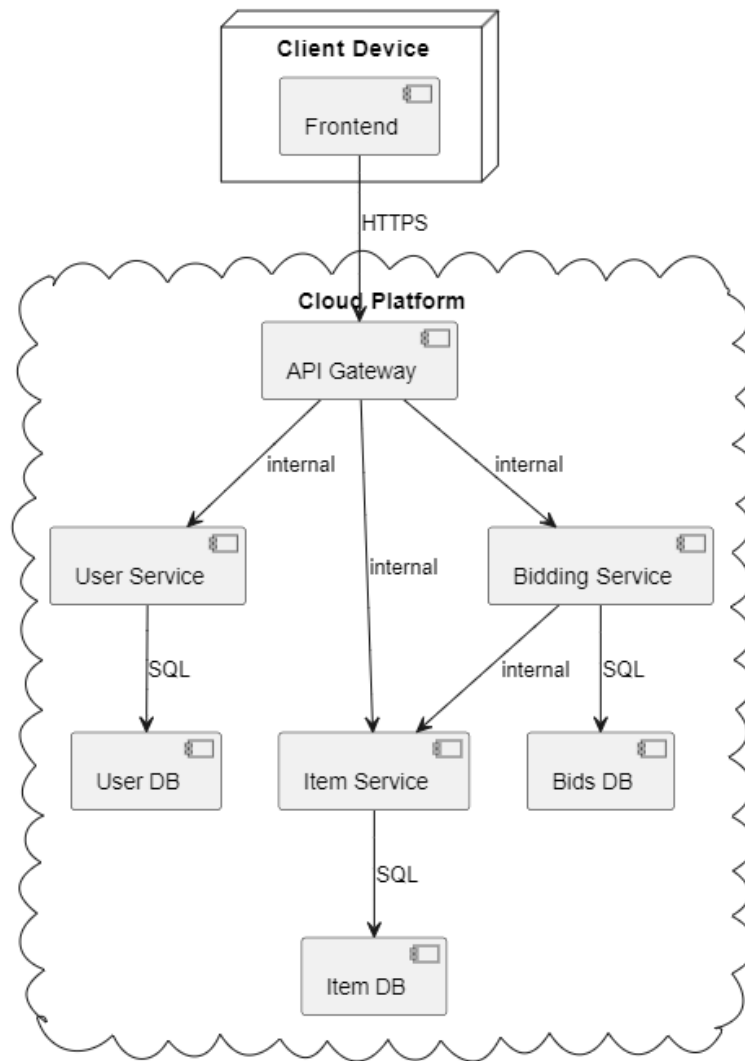 Client Device
Frontend
HTTPS
Cloud Platform
API Gateway
internal
internal
internal
User Service
Bidding Service
SQL
internal
SQL
User DB
Item Service
Bids DB
SQL
Item DB